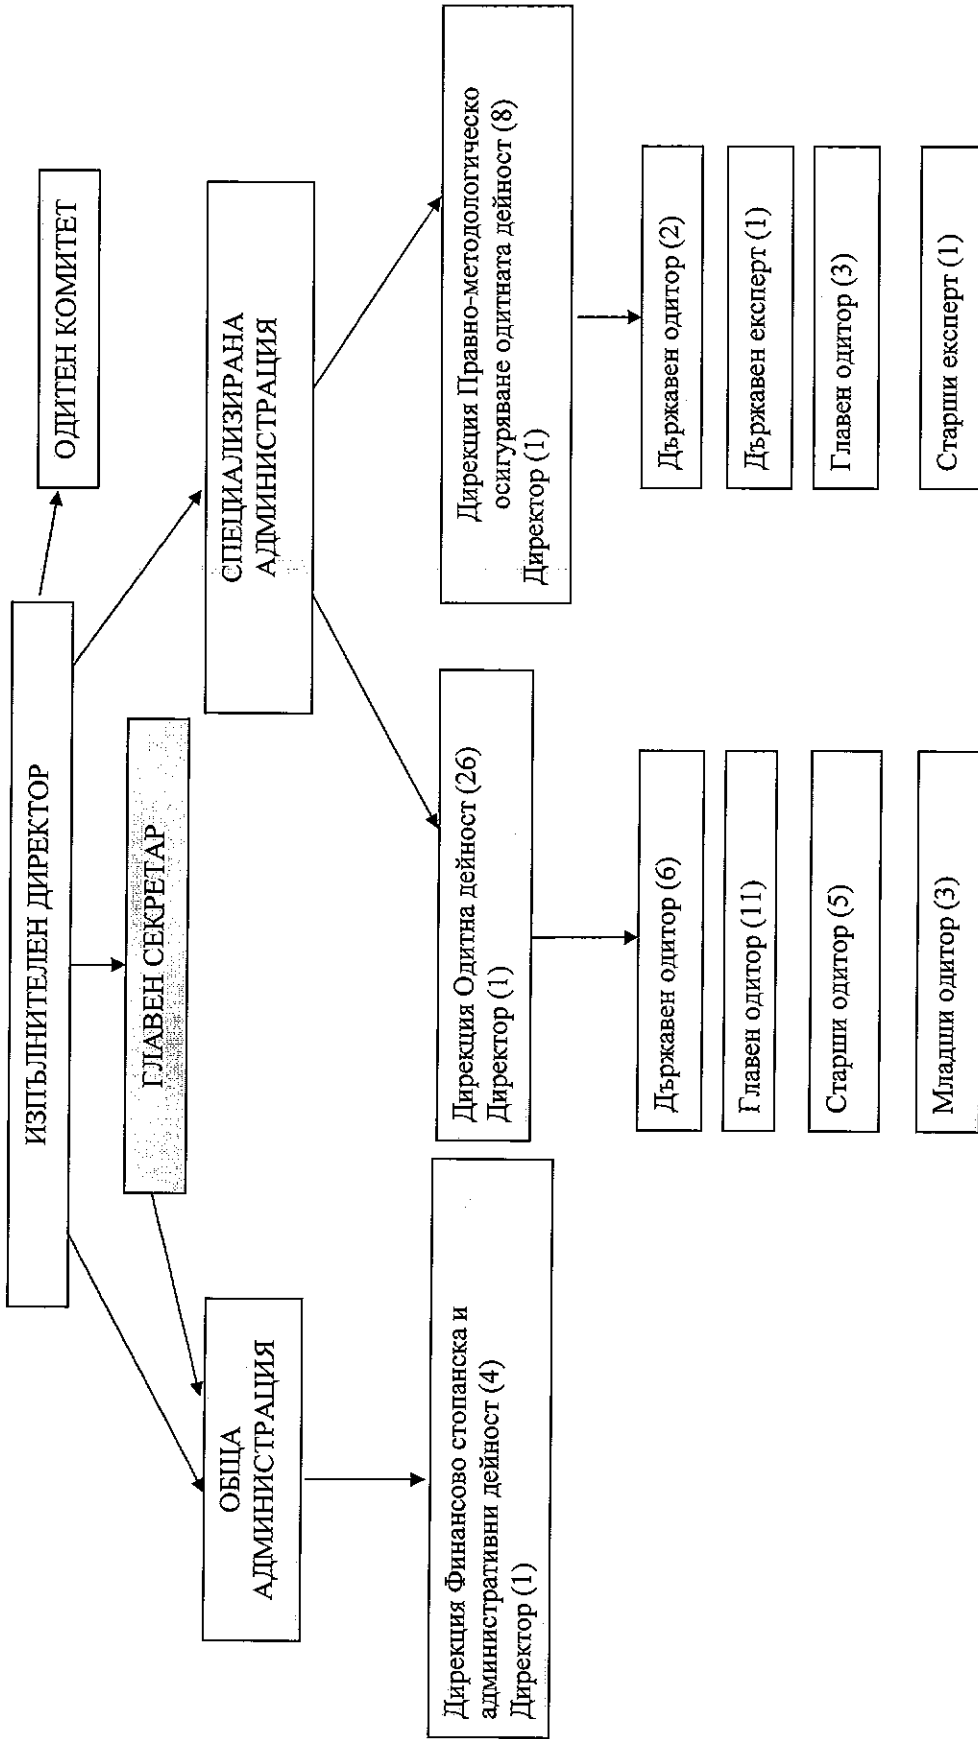 ИЗПЪЛНИТЕЛЕН ДИРЕКТОР
ОДИТЕН КОМИТЕТ
ГЛАВЕН СЕКРЕТАР
ОБЩА
АДМИНИСТРАЦИЯ
СПЕЦИАЛИЗИРАНА
АДМИНИСТРАЦИЯ
Дирекция Финансово стопанска и
административни дейност (4)
Директор (1)
Дирекция Одитна дейност (26)
Директор (1)
Дирекция Правно-методологическо
осигуряване одитната дейност (8)
Директор (1)
Държавен одитор (6)
Главен одитор (11)
Старши одитор (5)
Младши одитор (3)
Държавен одитор (2)
Държавен експерт (1)
Главен одитор (3)
Старши експерт (1)